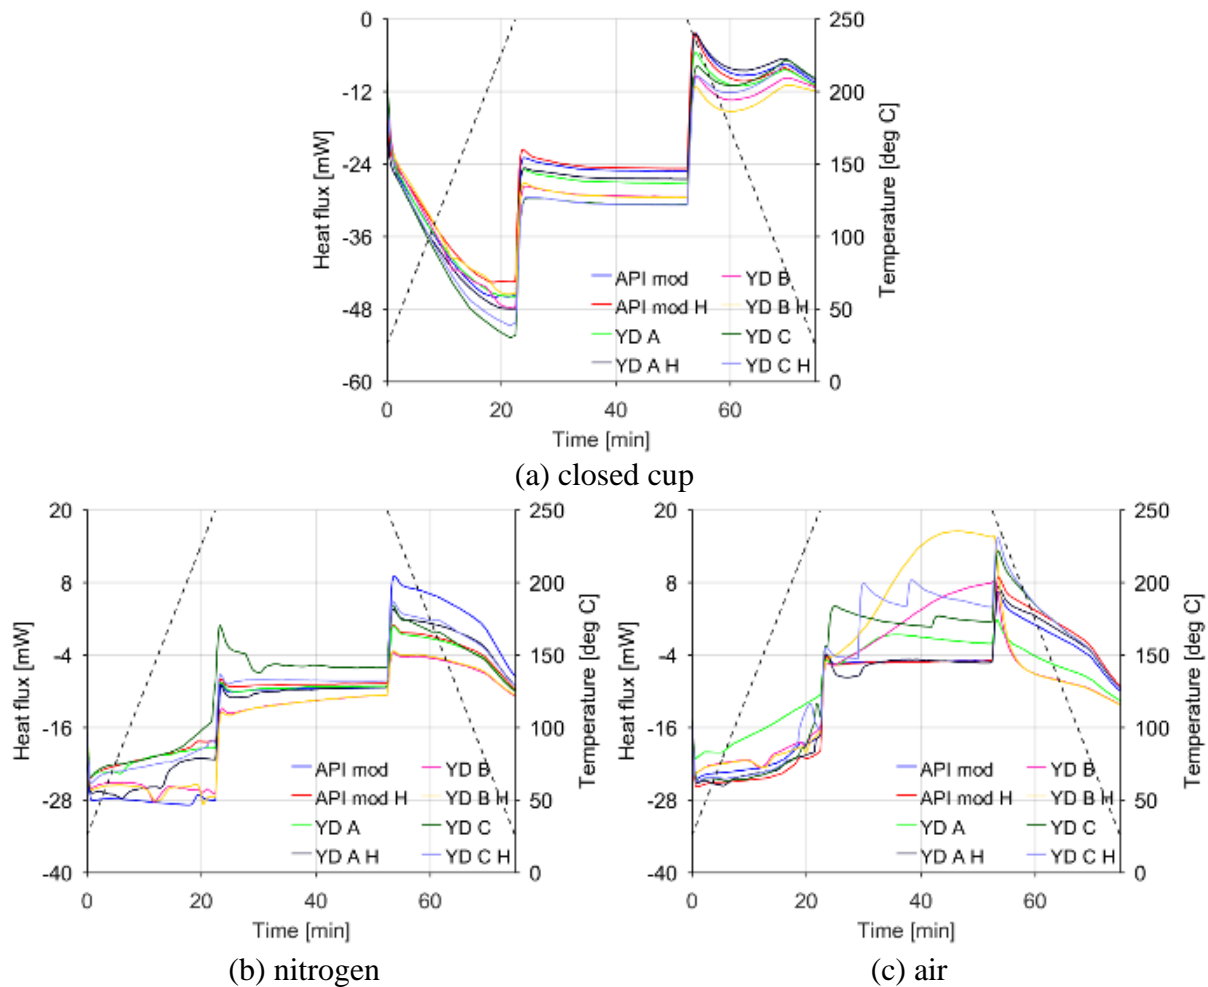 0
-12
-24
-36
-48
-60
Heat flux [mW]
250
200
150
100
50
0
Temperature [deg C]
API mod
YD B
API mod H
YD B H
YD A
YD C
YD A H
YD C H
0
20
40
60
Time [min]
(a) closed cup
20
8
-4
-16
-28
-40
Heat flux [mW]
250
200
150
100
50
0
Temperature [deg C]
API mod
YD B
API mod H
YD B H
YD A
YD C
YD A H
YD C H
0
20
40
60
Time [min]
(b) nitrogen
20
8
-4
-16
-28
-40
Heat flux [mW]
250
200
150
100
50
0
Temperature [deg C]
API mod
YD B
API mod H
YD B H
YD A
YD C
YD A H
YD C H
0
20
40
60
Time [min]
(c) air